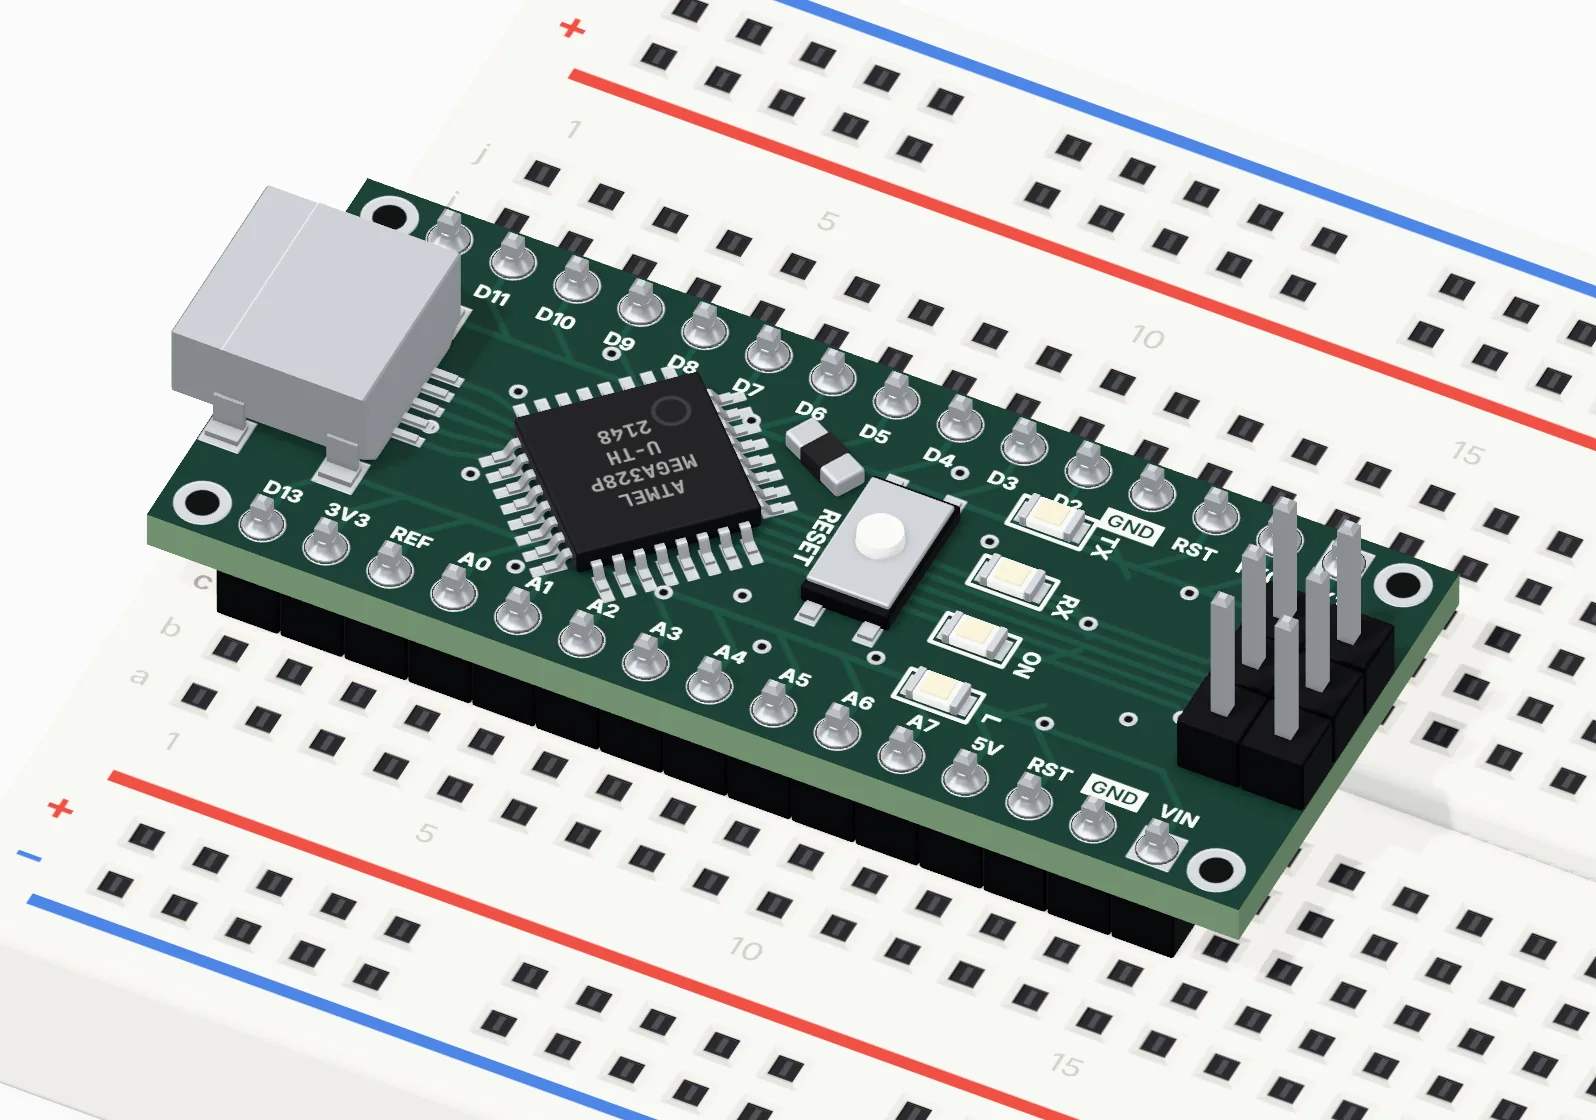 +
1
5
10
15
j
i
D11
D10
D9
D8
D7
D6
D5
D4
D3
D2
GND
RST
ATMEL
MEGA328P
U-TH
2148
RESET
TX
RX
ON
L
D13
3V3
REF
A0
A1
A2
A3
A4
A5
A6
A7
5V
RST
GND
VIN
c
b
a
1
5
10
15
+
-